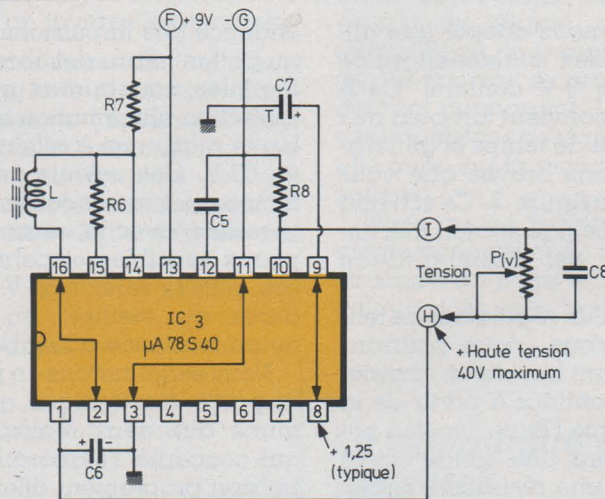 F + 9V - G
C7
R7
L
R6
C5
R8
I
P(v)
C8
Tension
H
+ Haute tension
40V maximum
16 15 14 13 12 11 10 9
IC 3
µA 78 S 40
1 2 3 4 5 6 7 8
C6
+ 1,25
(typique)